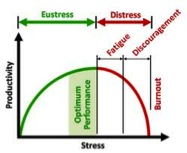 Eustress
Distress
Fatigue
Discouragement
Productivity
Optimum
Performance
Burnout
Stress